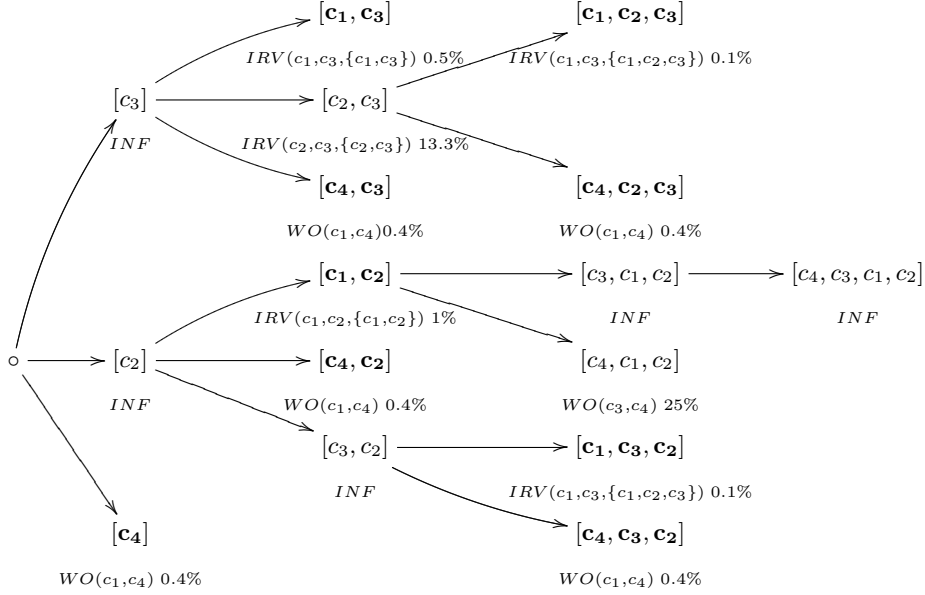 [c₁, c₃] [c₁, c₂, c₃]
IRV(c₁,c₃,{c₁,c₃}) 0.5% IRV(c₁,c₃,{c₁,c₂,c₃}) 0.1%
[c₃] [c₂, c₃]
INF IRV(c₂,c₃,{c₂,c₃}) 13.3%
[c₄, c₃] [c₄, c₂, c₃]
WO(c₁,c₄)0.4% WO(c₁,c₄) 0.4%
[c₁, c₂] [c₃, c₁, c₂] [c₄, c₃, c₁, c₂]
IRV(c₁,c₂,{c₁,c₂}) 1% INF INF
[c₂] [c₄, c₂] [c₄, c₁, c₂]
INF WO(c₁,c₄) 0.4% WO(c₃,c₄) 25%
[c₃, c₂] [c₁, c₃, c₂]
INF IRV(c₁,c₃,{c₁,c₂,c₃}) 0.1%
[c₄] [c₄, c₃, c₂]
WO(c₁,c₄) 0.4% WO(c₁,c₄) 0.4%